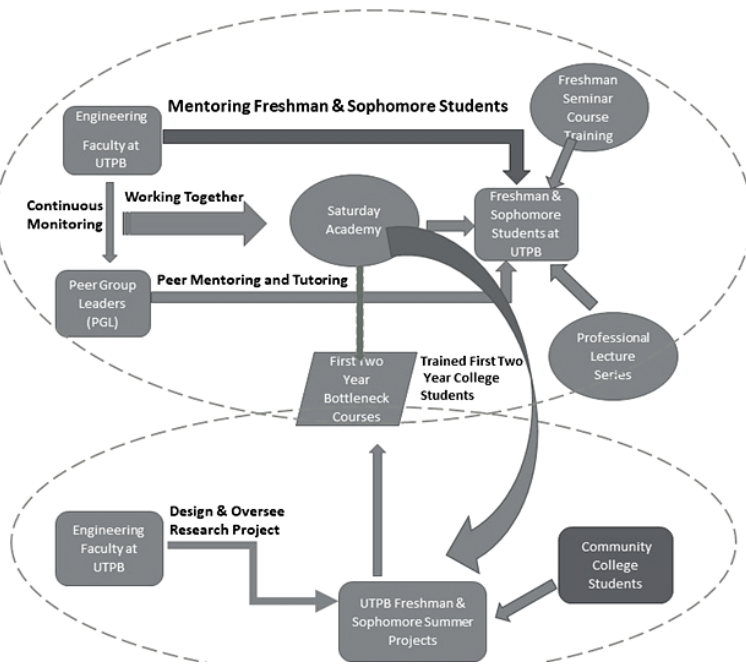 Engineering
Faculty at
UTPB
Mentoring Freshman & Sophomore Students
Freshman
Seminar
Course
Training
Continuous
Monitoring
Working Together
Saturday
Academy
Freshman &
Sophomore
Students at
UTPB
Peer Group
Leaders
(PGL)
Peer Mentoring and Tutoring
Professional
Lecture
Series
First Two
Year
Bottleneck
Courses
Trained First Two
Year College
Students
Engineering
Faculty at
UTPB
Design & Oversee
Research Project
Community
College
Students
UTPB Freshman &
Sophomore Summer
Projects